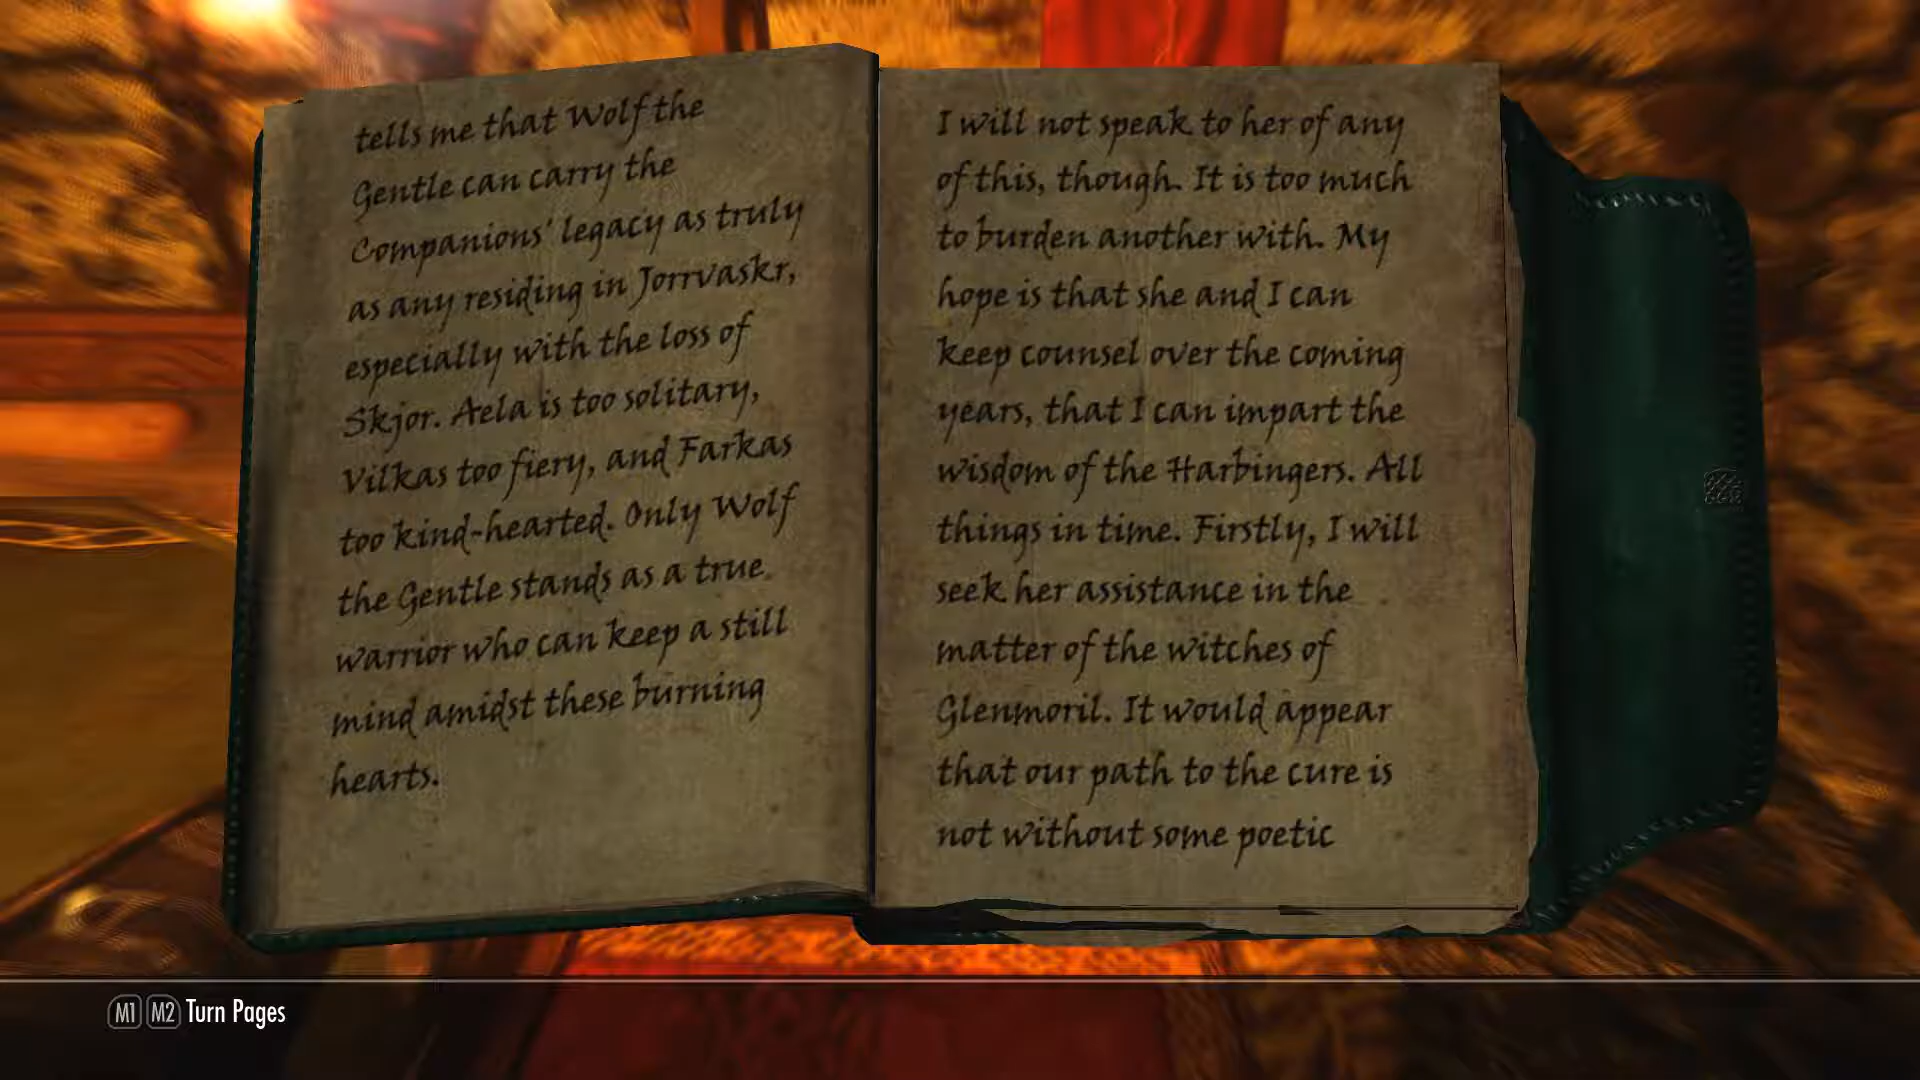 tells me that Wolf the
Gentle can carry the
Companions' legacy as truly
as any residing in Jorrvaskr,
especially with the loss of
Skjor. Aela is too solitary,
Vilkas too fiery, and Farkas
too kind-hearted. Only Wolf
the Gentle stands as a true
warrior who can keep a still
mind amidst these burning
hearts.
I will not speak to her of any
of this, though. It is too much
to burden another with. My
hope is that she and I can
keep counsel over the coming
years, that I can impart the
wisdom of the Harbingers. All
things in time. Firstly, I will
seek her assistance in the
matter of the witches of
Glenmoril. It would appear
that our path to the cure is
not without some poetic
M1 M2 Turn Pages